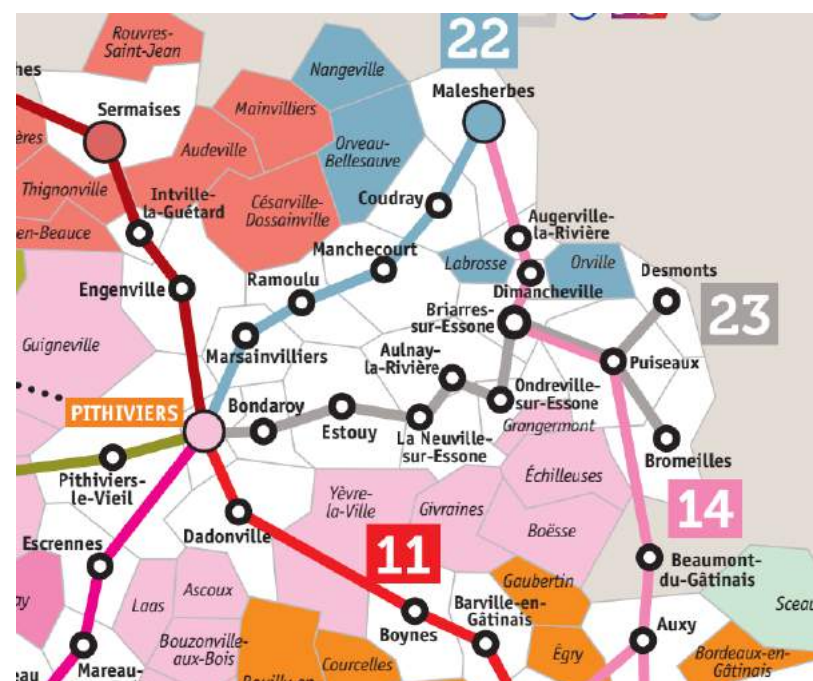 22
Rouvres-
Saint-Jean
hes
Nangeville
Malesherbes
Sermaises
Mainvilliers
ères
Audeville
Orveau-
Bellesauve
Thignonville
Intville-
la-Guétard
Césarville-
Dossainville
Coudray
en-Beauce
Augerville-
la-Rivière
Manchecourt
Labrosse
Orville
Desmonts
Engenville
Ramoulu
Dimancheville
Briarres-
sur-Essone
23
Guigneville
Marsainvilliers
Aulnay-
la-Rivière
Puiseaux
PITHIVIERS
Bondaroy
Ondreville-
sur-Essone
Estouy
La Neuville-
sur-Essone
Grangermont
Bromeilles
Pithiviers-
le-Vieil
Échilleuses
Yèvre-
la-Ville
Givraines
14
Dadonville
Boësse
Escrennes
11
Beaumont-
du-Gâtinais
Gaubertin
Ascoux
Laas
ay
Barville-en-
Gâtinais
Sceau
Boynes
Auxy
Bouzonville-
aux-Bois
Égry
Bordeaux-en-
Gâtinais
Courcelles
eau
Mareau-